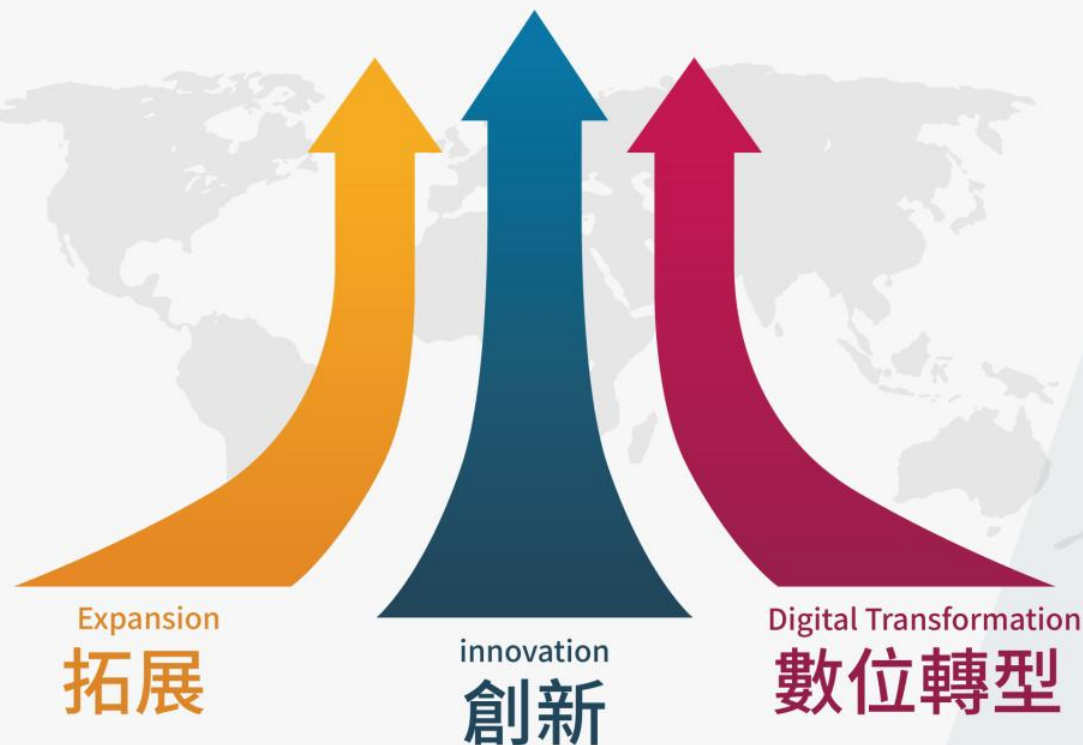 Expansion
拓展
innovation
創新
Digital Transformation
數位轉型